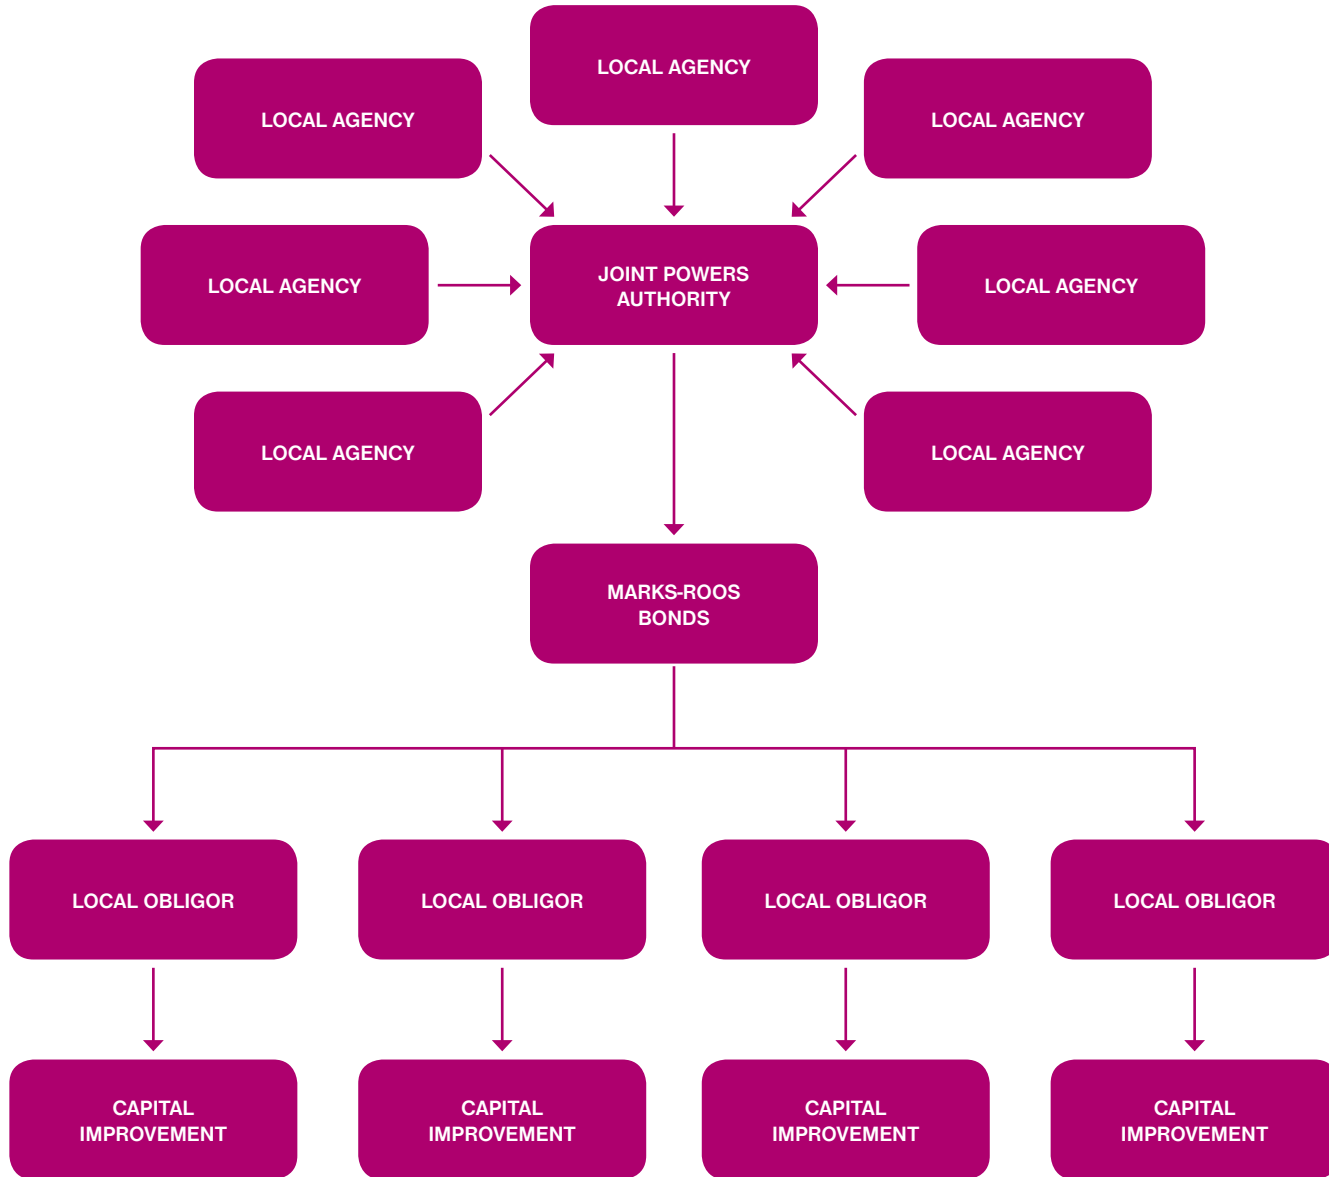 LOCAL AGENCY
LOCAL AGENCY
LOCAL AGENCY
LOCAL AGENCY
JOINT POWERS
AUTHORITY
LOCAL AGENCY
LOCAL AGENCY
LOCAL AGENCY
MARKS-ROOS
BONDS
LOCAL OBLIGOR
LOCAL OBLIGOR
LOCAL OBLIGOR
LOCAL OBLIGOR
CAPITAL
IMPROVEMENT
CAPITAL
IMPROVEMENT
CAPITAL
IMPROVEMENT
CAPITAL
IMPROVEMENT